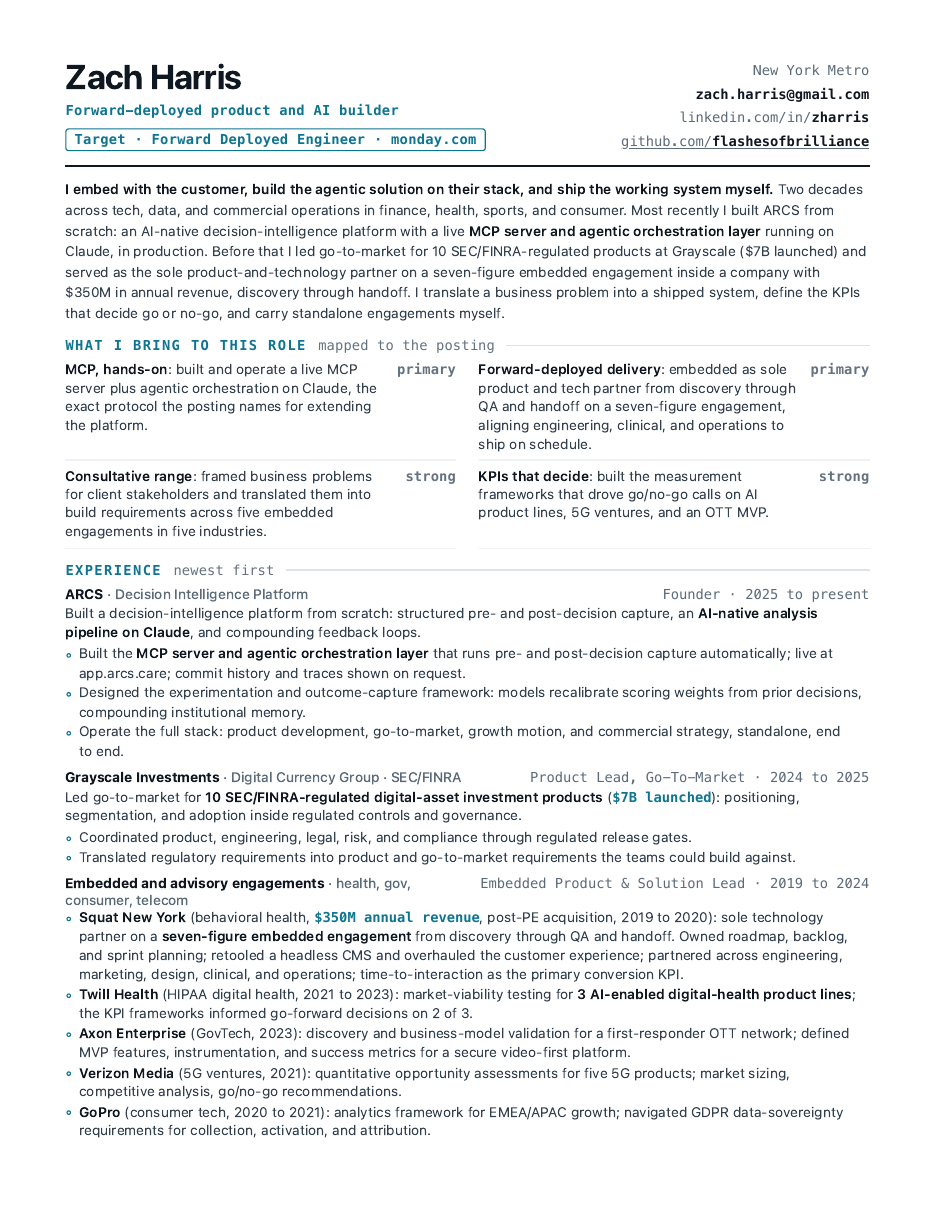 Zach Harris
Forward-deployed product and AI builder
Target · Forward Deployed Engineer · monday.com
New York Metro
zach.harris@gmail.com
linkedin.com/in/zharris
github.com/flashesofbrilliance
I embed with the customer, build the agentic solution on their stack, and ship the working system myself. Two decades
across tech, data, and commercial operations in finance, health, sports, and consumer. Most recently I built ARCS from
scratch: an AI-native decision-intelligence platform with a live MCP server and agentic orchestration layer running on
Claude, in production. Before that I led go-to-market for 10 SEC/FINRA-regulated products at Grayscale ($7B launched) and
served as the sole product-and-technology partner on a seven-figure embedded engagement inside a company with
$350M in annual revenue, discovery through handoff. I translate a business problem into a shipped system, define the KPIs
that decide go or no-go, and carry standalone engagements myself.
WHAT I BRING TO THIS ROLE mapped to the posting
MCP, hands-on: built and operate a live MCP primary
server plus agentic orchestration on Claude, the
exact protocol the posting names for extending
the platform.
Forward-deployed delivery: embedded as sole primary
product and tech partner from discovery through
QA and handoff on a seven-figure engagement,
aligning engineering, clinical, and operations to
ship on schedule.
Consultative range: framed business problems strong
for client stakeholders and translated them into
build requirements across five embedded
engagements in five industries.
KPIs that decide: built the measurement strong
frameworks that drove go/no-go calls on AI
product lines, 5G ventures, and an OTT MVP.
EXPERIENCE newest first
ARCS · Decision Intelligence Platform Founder · 2025 to present
Built a decision-intelligence platform from scratch: structured pre- and post-decision capture, an AI-native analysis
pipeline on Claude, and compounding feedback loops.
Built the MCP server and agentic orchestration layer that runs pre- and post-decision capture automatically; live at
app.arcs.care; commit history and traces shown on request.
Designed the experimentation and outcome-capture framework: models recalibrate scoring weights from prior decisions,
compounding institutional memory.
Operate the full stack: product development, go-to-market, growth motion, and commercial strategy, standalone, end
to end.
Grayscale Investments · Digital Currency Group · SEC/FINRA Product Lead, Go-To-Market · 2024 to 2025
Led go-to-market for 10 SEC/FINRA-regulated digital-asset investment products ($7B launched): positioning,
segmentation, and adoption inside regulated controls and governance.
Coordinated product, engineering, legal, risk, and compliance through regulated release gates.
Translated regulatory requirements into product and go-to-market requirements the teams could build against.
Embedded and advisory engagements · health, gov, Embedded Product & Solution Lead · 2019 to 2024
consumer, telecom
Squat New York (behavioral health, $350M annual revenue, post-PE acquisition, 2019 to 2020): sole technology
partner on a seven-figure embedded engagement from discovery through QA and handoff. Owned roadmap, backlog,
and sprint planning; retooled a headless CMS and overhauled the customer experience; partnered across engineering,
marketing, design, clinical, and operations; time-to-interaction as the primary conversion KPI.
Twill Health (HIPAA digital health, 2021 to 2023): market-viability testing for 3 AI-enabled digital-health product lines;
the KPI frameworks informed go-forward decisions on 2 of 3.
Axon Enterprise (GovTech, 2023): discovery and business-model validation for a first-responder OTT network; defined
MVP features, instrumentation, and success metrics for a secure video-first platform.
Verizon Media (5G ventures, 2021): quantitative opportunity assessments for five 5G products; market sizing,
competitive analysis, go/no-go recommendations.
GoPro (consumer tech, 2020 to 2021): analytics framework for EMEA/APAC growth; navigated GDPR data-sovereignty
requirements for collection, activation, and attribution.